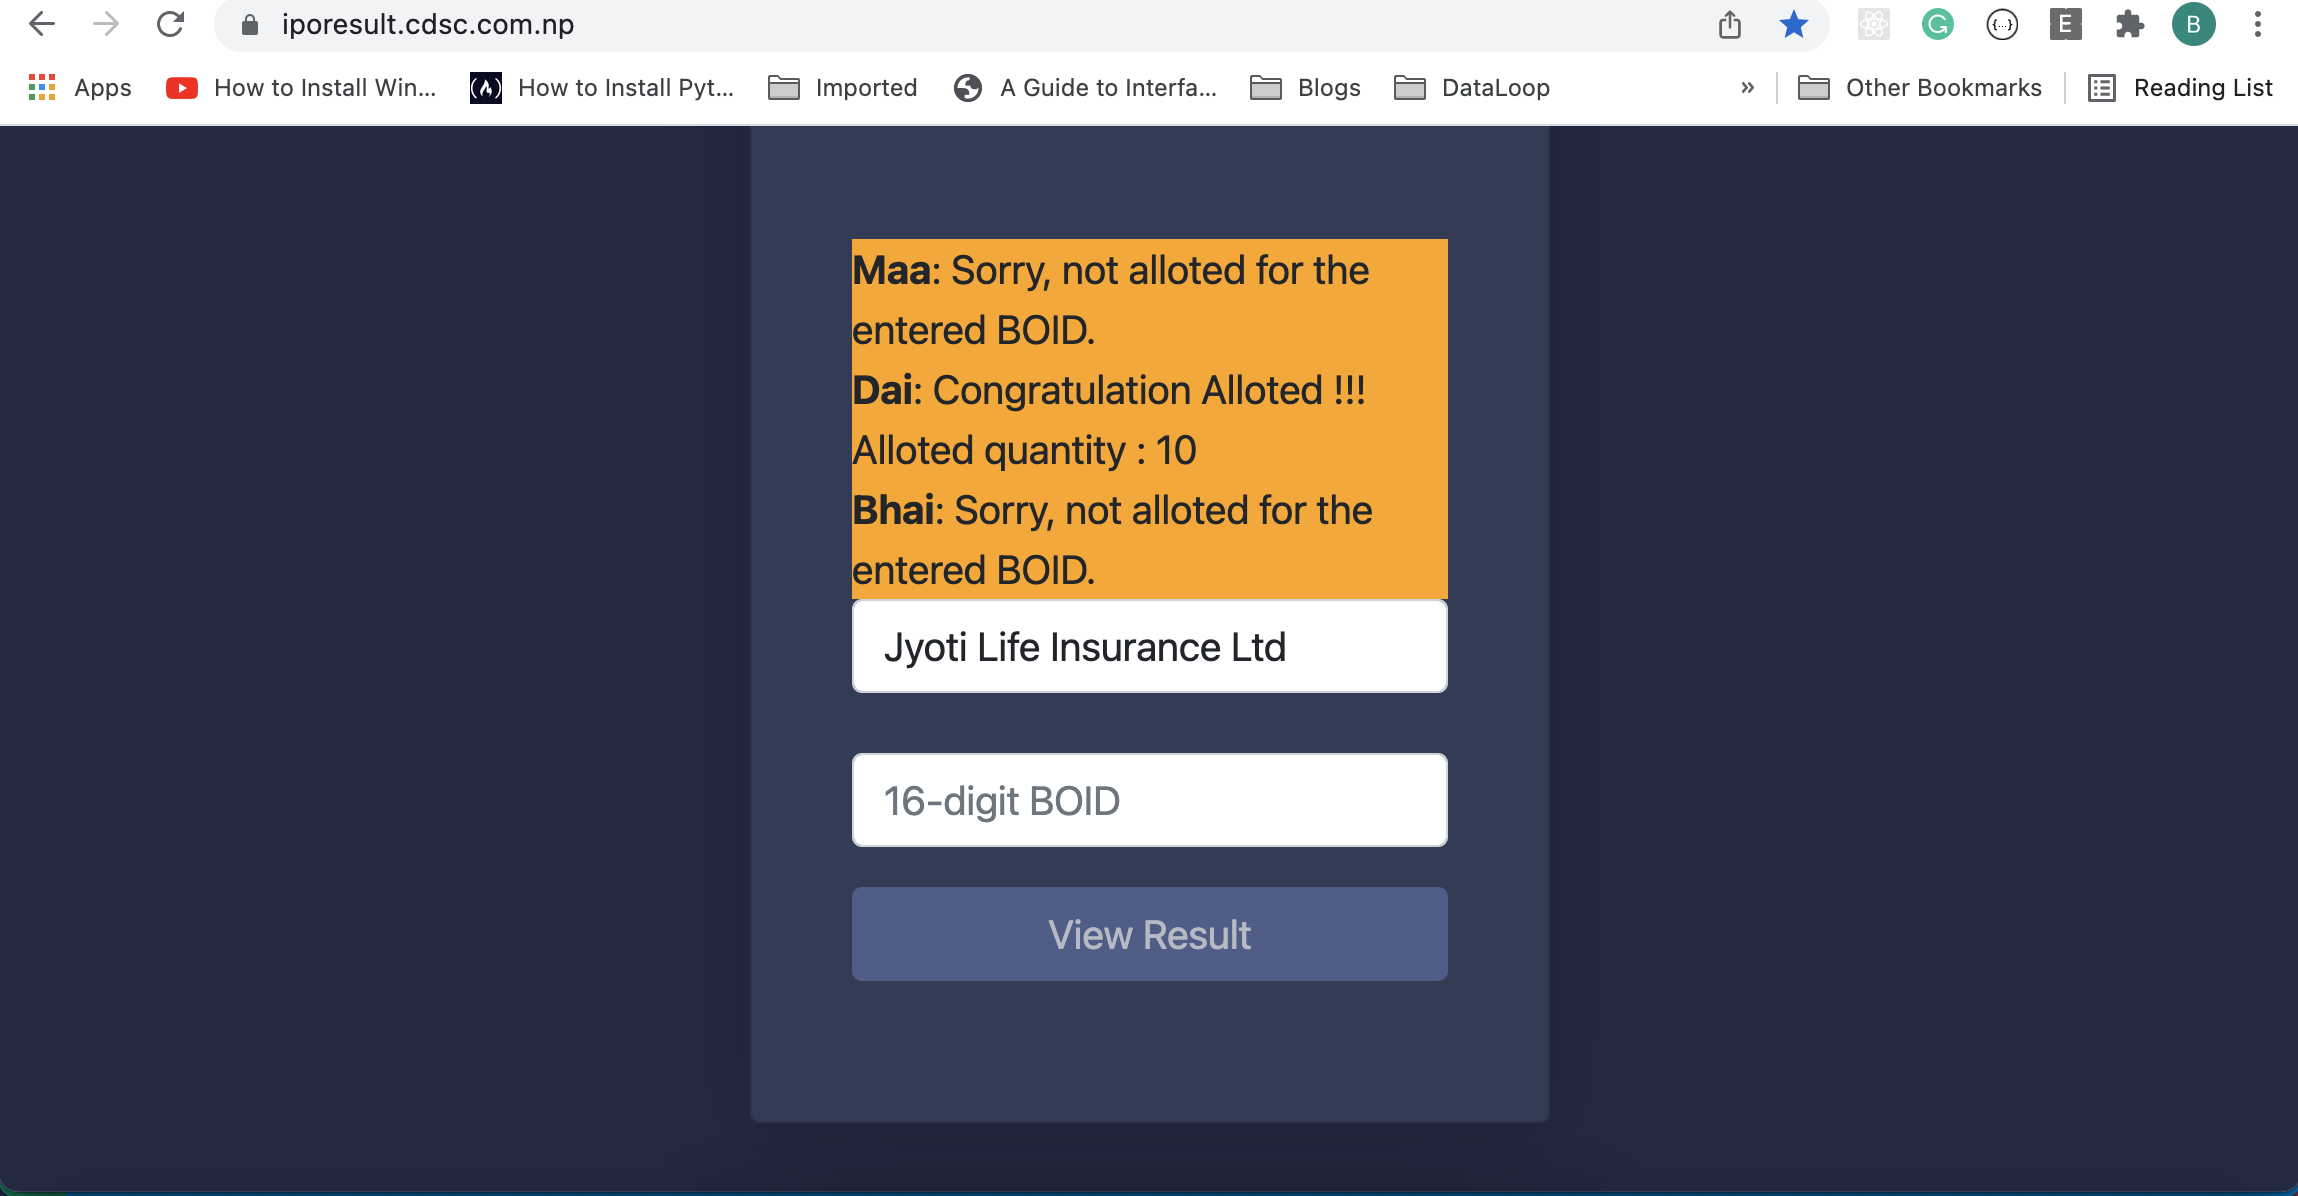 iporesult.cdsc.com.np
E
B
Apps
How to Install Win...
How to Install Pyt...
Imported
A Guide to Interfa...
Blogs
DataLoop
»
Other Bookmarks
Reading List
Maa: Sorry, not alloted for the
entered BOID.
Dai: Congratulation Alloted !!!
Alloted quantity : 10
Bhai: Sorry, not alloted for the
entered BOID.
Jyoti Life Insurance Ltd
16-digit BOID
View Result